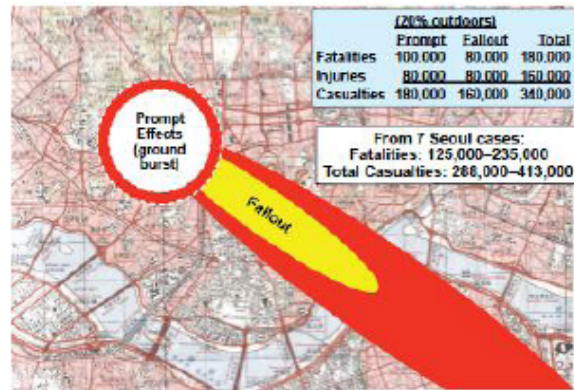 (20% outdoors)
Prompt Fallout Total
Fatalities 100,000 80,000 180,000
Injuries 80,000 80,000 160,000
Casualties 180,000 160,000 340,000
Prompt
Effects
(ground
burst)
From 7 Seoul cases:
Fatalities: 125,000–235,000
Total Casualties: 288,000–413,000
Fallout